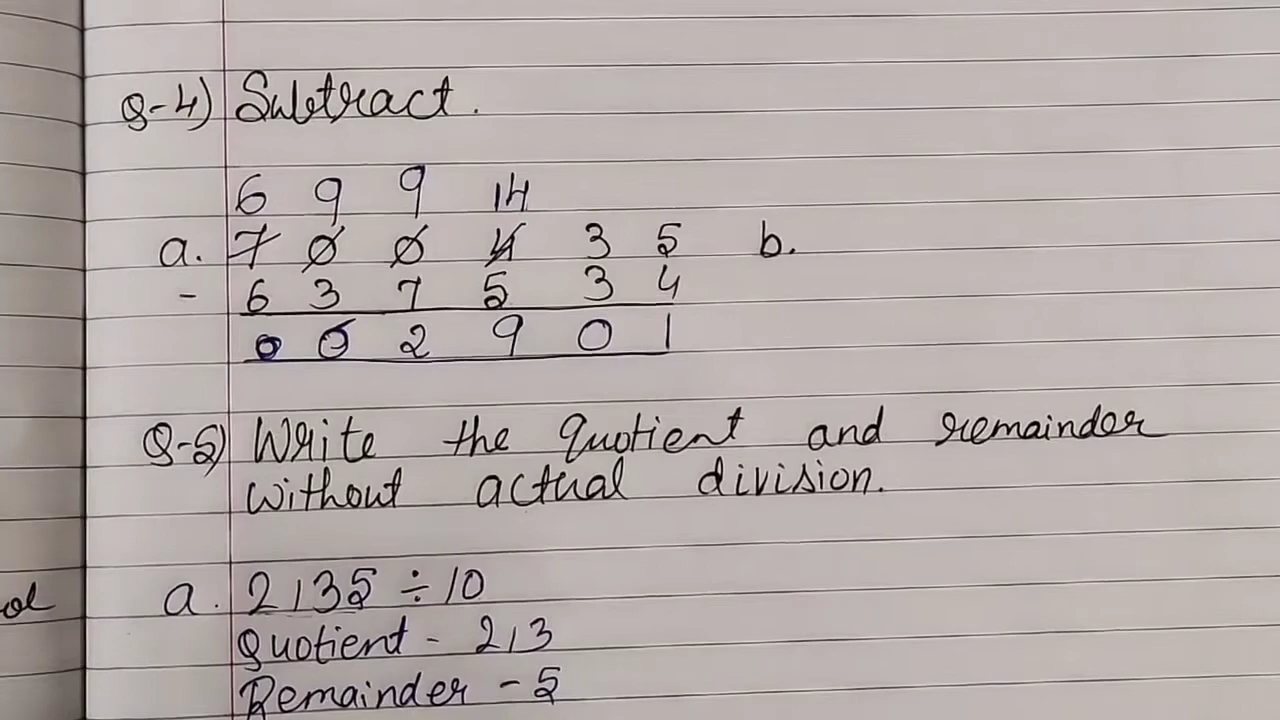 Q-4) Subtract.
6 9 9 14
a. 7 0 0 4 3 5 b.
- 6 3 7 5 3 4
0 6 2 9 0 1
Q-5) Write the Quotient and remainder
without actual division.
a. 2135 ÷ 10
Quotient - 213
Remainder - 5